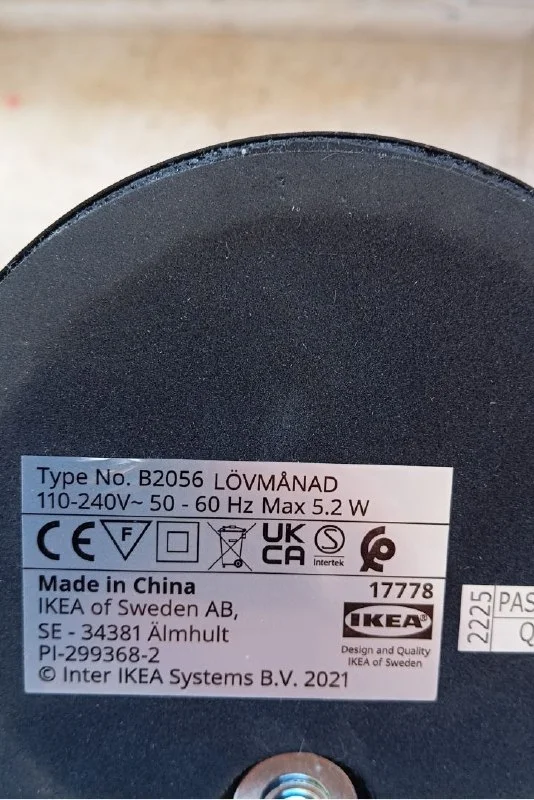 Type No. B2056 LÖVMÅNAD
110-240V~ 50 - 60 Hz Max 5.2 W
CE F UK CA S Intertek
Made in China 17778
IKEA of Sweden AB,
SE - 34381 Älmhult
PI-299368-2
© Inter IKEA Systems B.V. 2021
IKEA®
Design and Quality
IKEA of Sweden
2225
PAS
Q